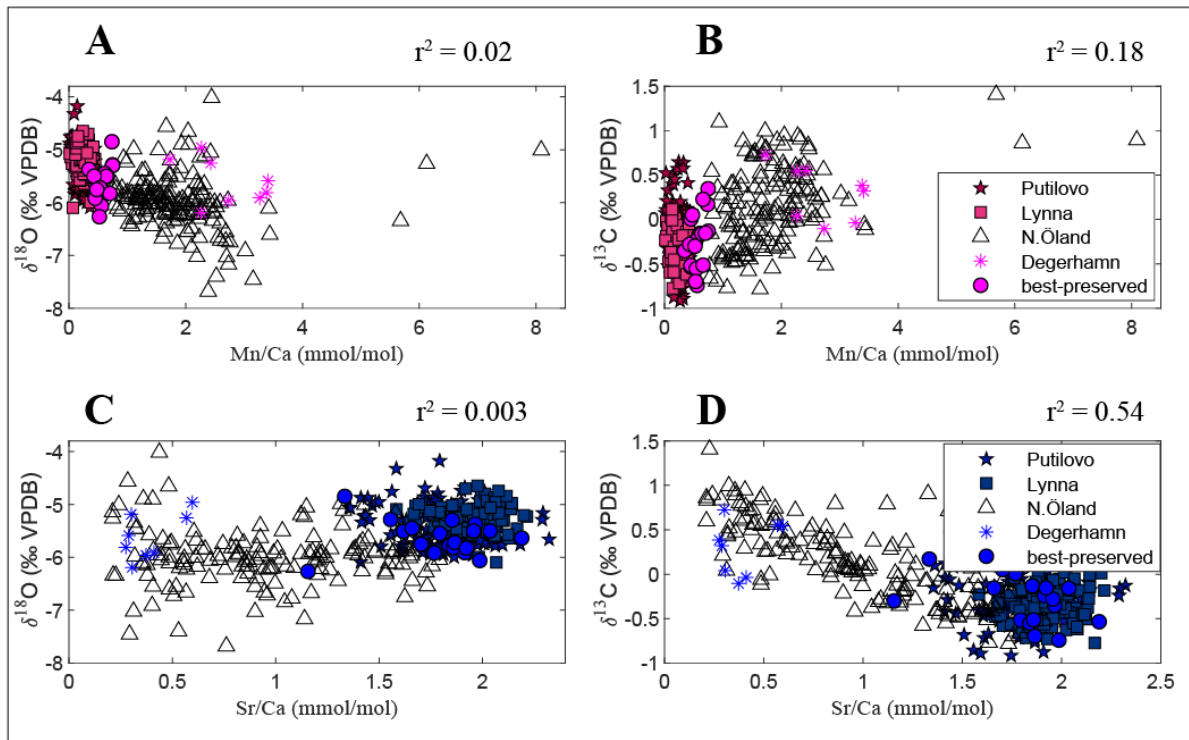 A
r² = 0.02
δ¹⁸O (‰ VPDB)
-4
-5
-6
-7
-8
0
2
4
6
8
Mn/Ca (mmol/mol)
B
r² = 0.18
δ¹³C (‰ VPDB)
1.5
1
0.5
0
-0.5
-1
0
2
4
6
8
Mn/Ca (mmol/mol)
Putilovo
Lynna
N.Öland
Degerhamn
best-preserved
C
r² = 0.003
δ¹⁸O (‰ VPDB)
-4
-5
-6
-7
-8
0
0.5
1
1.5
2
Sr/Ca (mmol/mol)
D
r² = 0.54
δ¹³C (‰ VPDB)
1.5
1
0.5
0
-0.5
-1
0
0.5
1
1.5
2
2.5
Sr/Ca (mmol/mol)
Putilovo
Lynna
N.Öland
Degerhamn
best-preserved